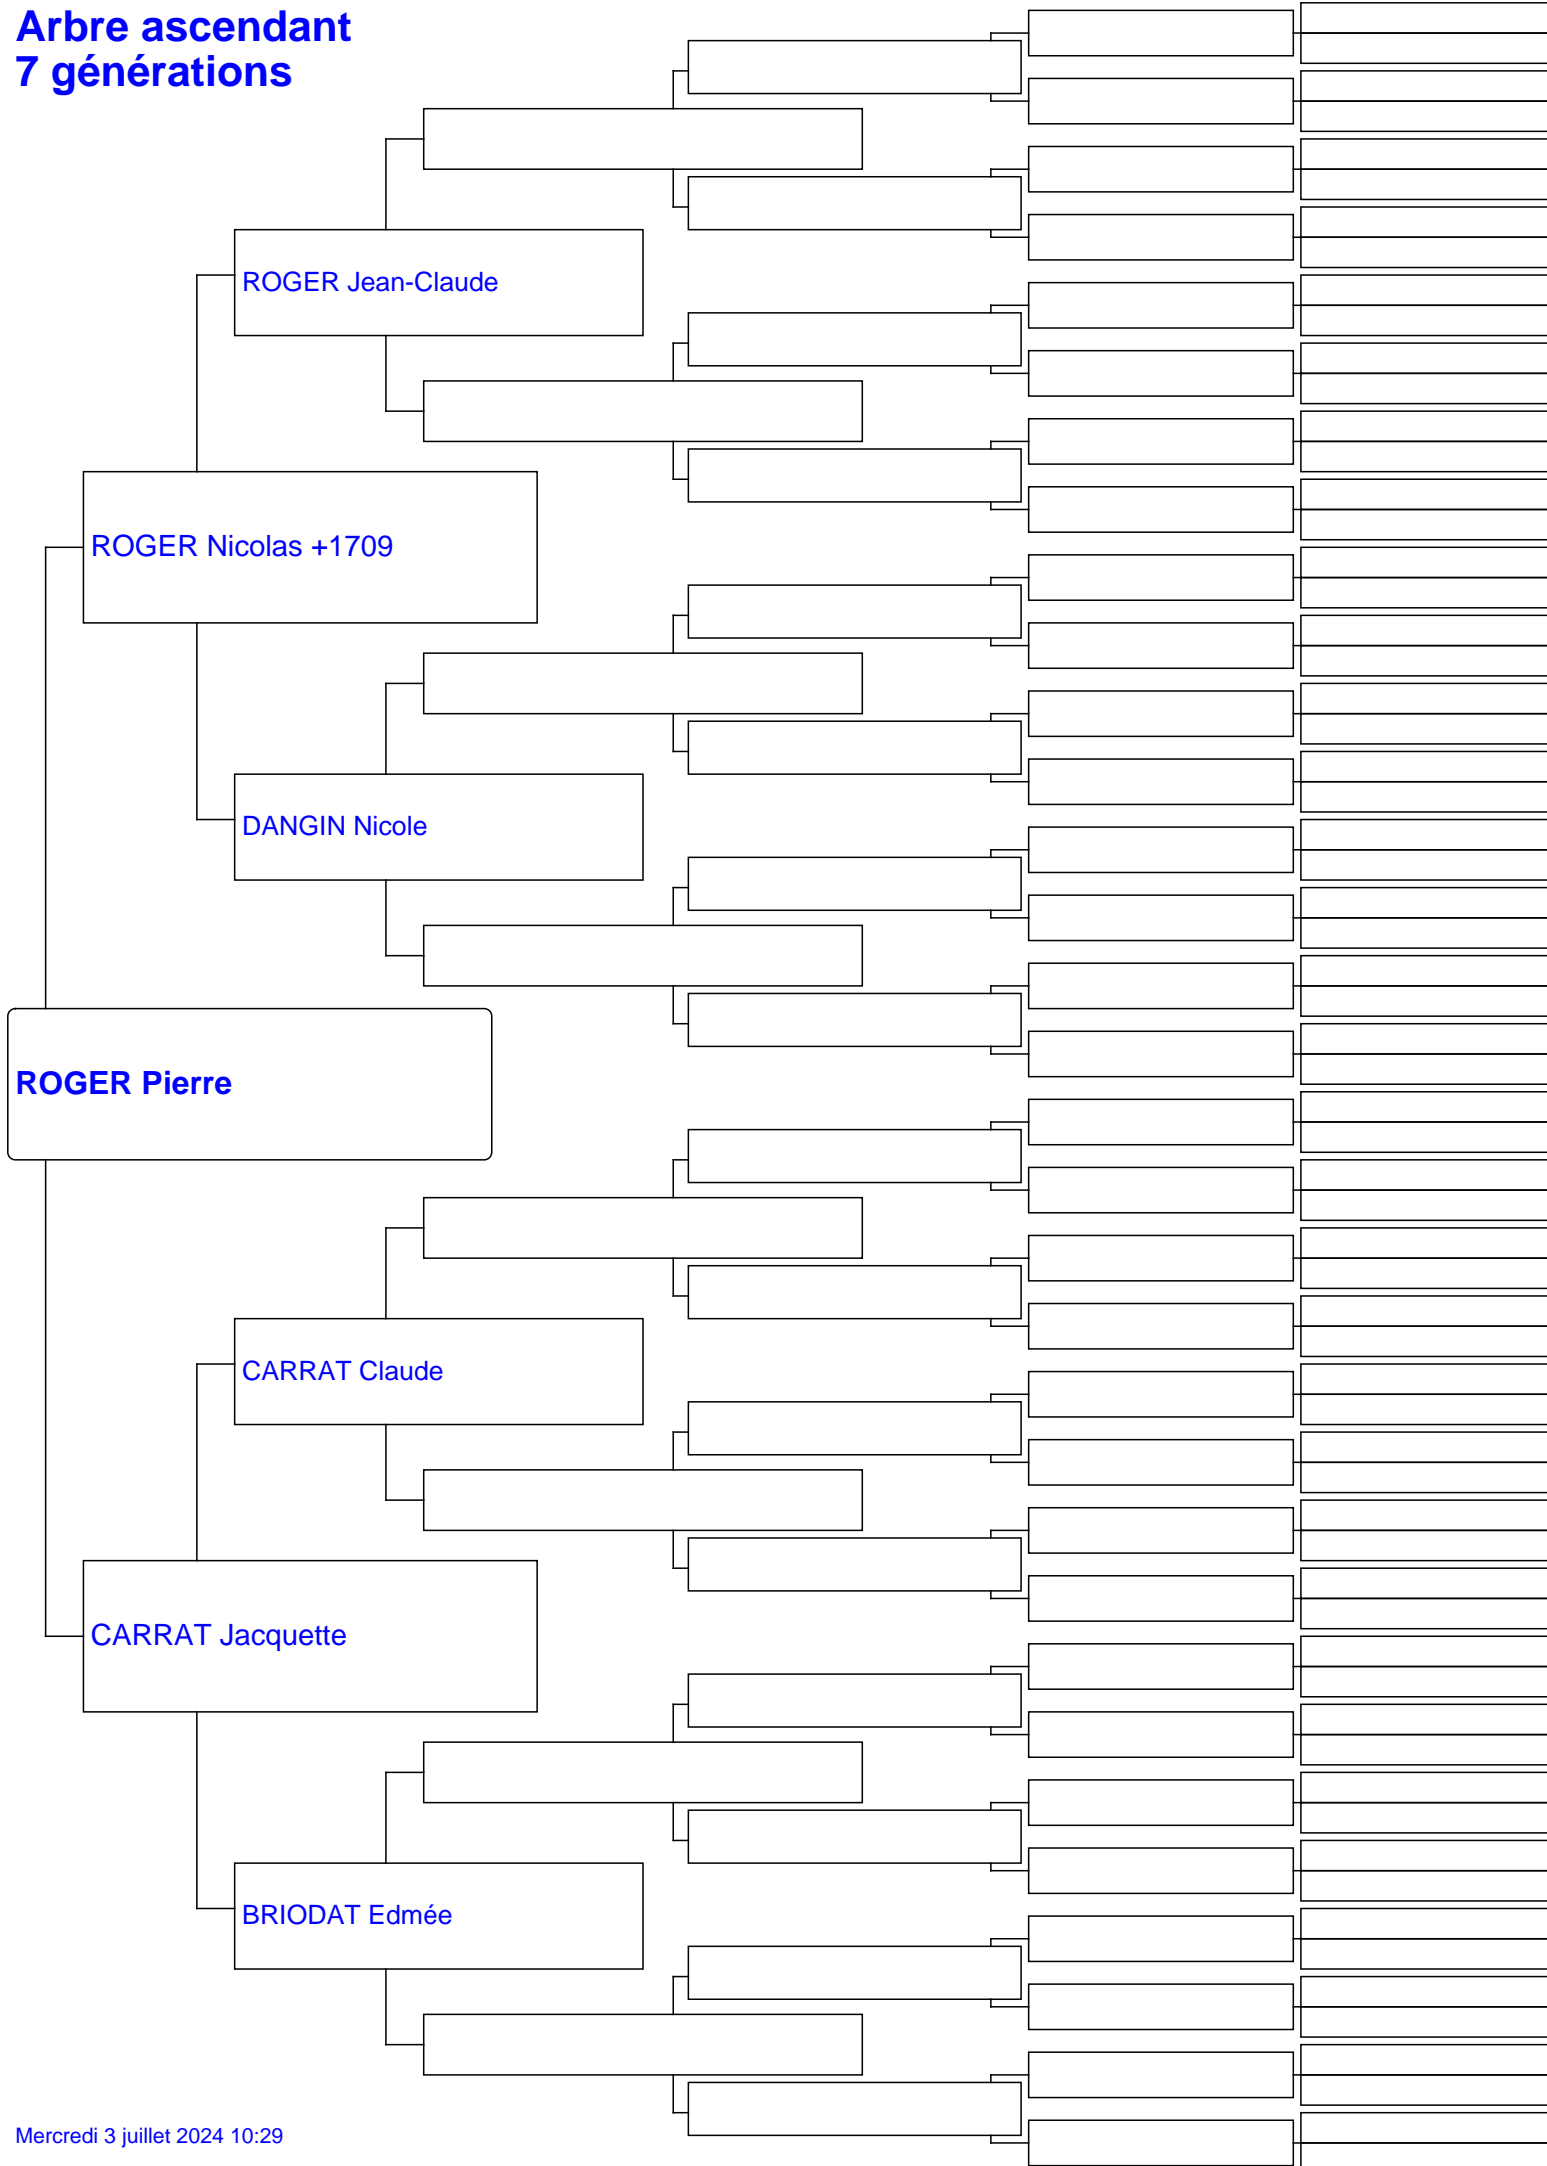 Arbre ascendant
7 générations
ROGER Jean-Claude
ROGER Nicolas +1709
DANGIN Nicole
ROGER Pierre
CARRAT Claude
CARRAT Jacquette
BRIODAT Edmée
Mercredi 3 juillet 2024 10:29